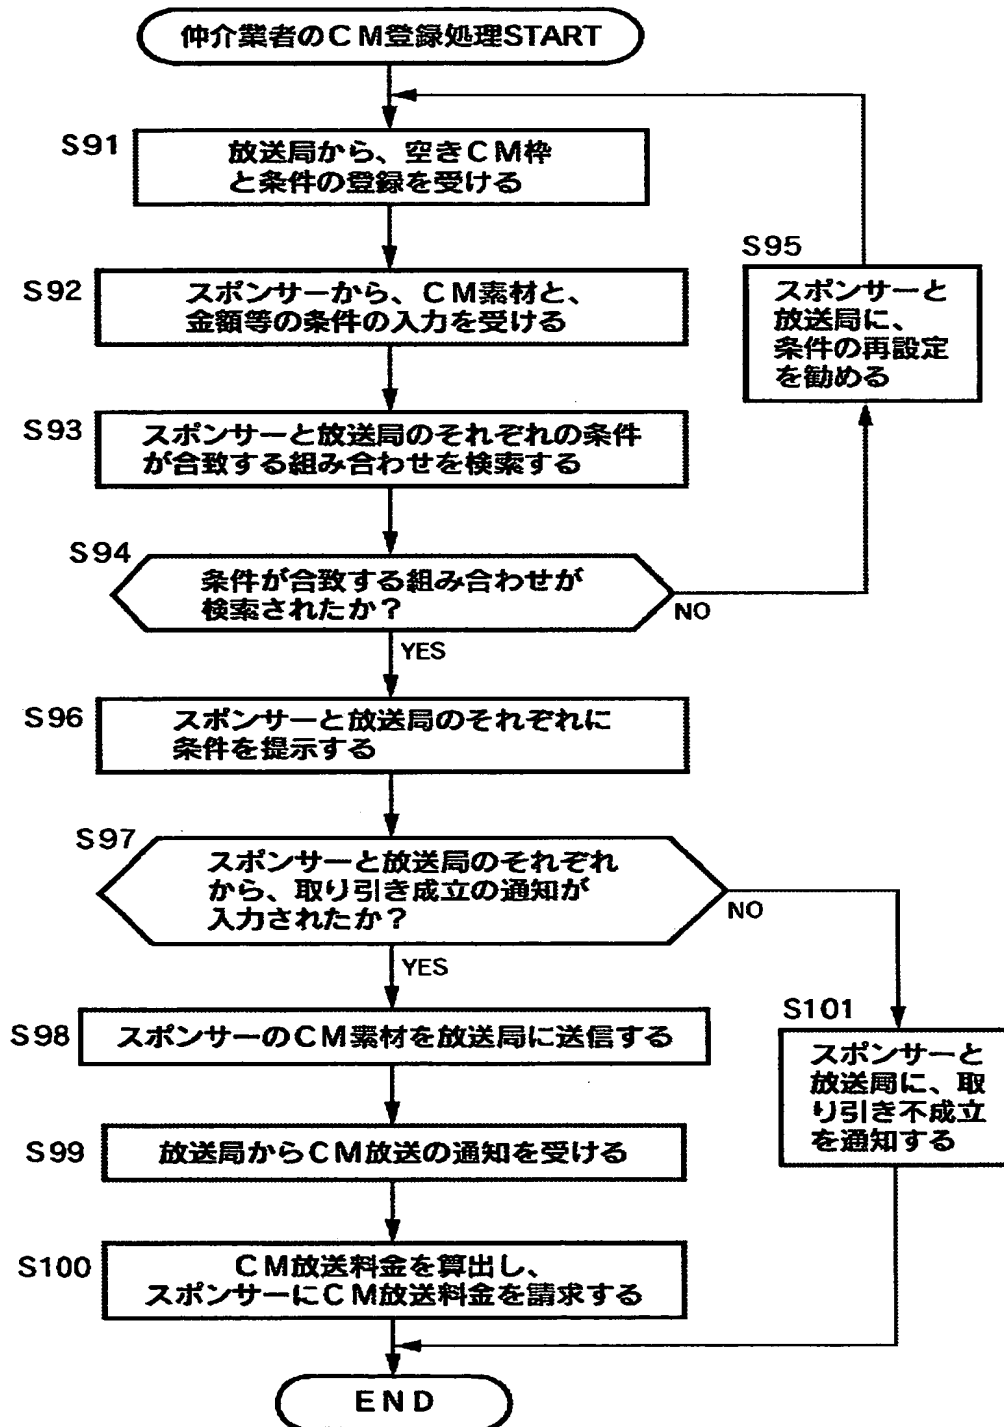 仲介業者のCM登録処理START
S91
放送局から、空きCM枠
と条件の登録を受ける
S92
スポンサーから、CM素材と、
金額等の条件の入力を受ける
S93
スポンサーと放送局のそれぞれの条件
が合致する組み合わせを検索する
S94
条件が合致する組み合わせが
検索されたか?
NO
YES
S95
スポンサーと
放送局に、
条件の再設定
を勧める
S96
スポンサーと放送局のそれぞれに
条件を提示する
S97
スポンサーと放送局のそれぞれ
から、取り引き成立の通知が
入力されたか?
NO
YES
S98
スポンサーのCM素材を放送局に送信する
S99
放送局からCM放送の通知を受ける
S100
CM放送料金を算出し、
スポンサーにCM放送料金を請求する
S101
スポンサーと
放送局に、取
り引き不成立
を通知する
END